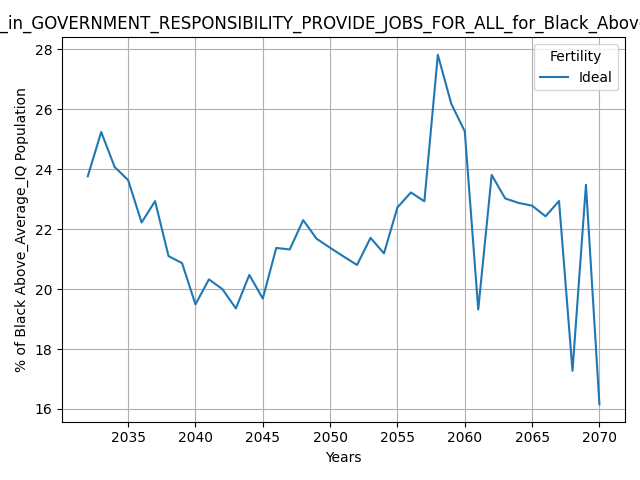 _in_GOVERNMENT_RESPONSIBILITY_PROVIDE_JOBS_FOR_ALL_for_Black_Above
Fertility
Ideal
% of Black Above_Average_IQ Population
28
26
24
22
20
18
16
2035 2040 2045 2050 2055 2060 2065 2070
Years